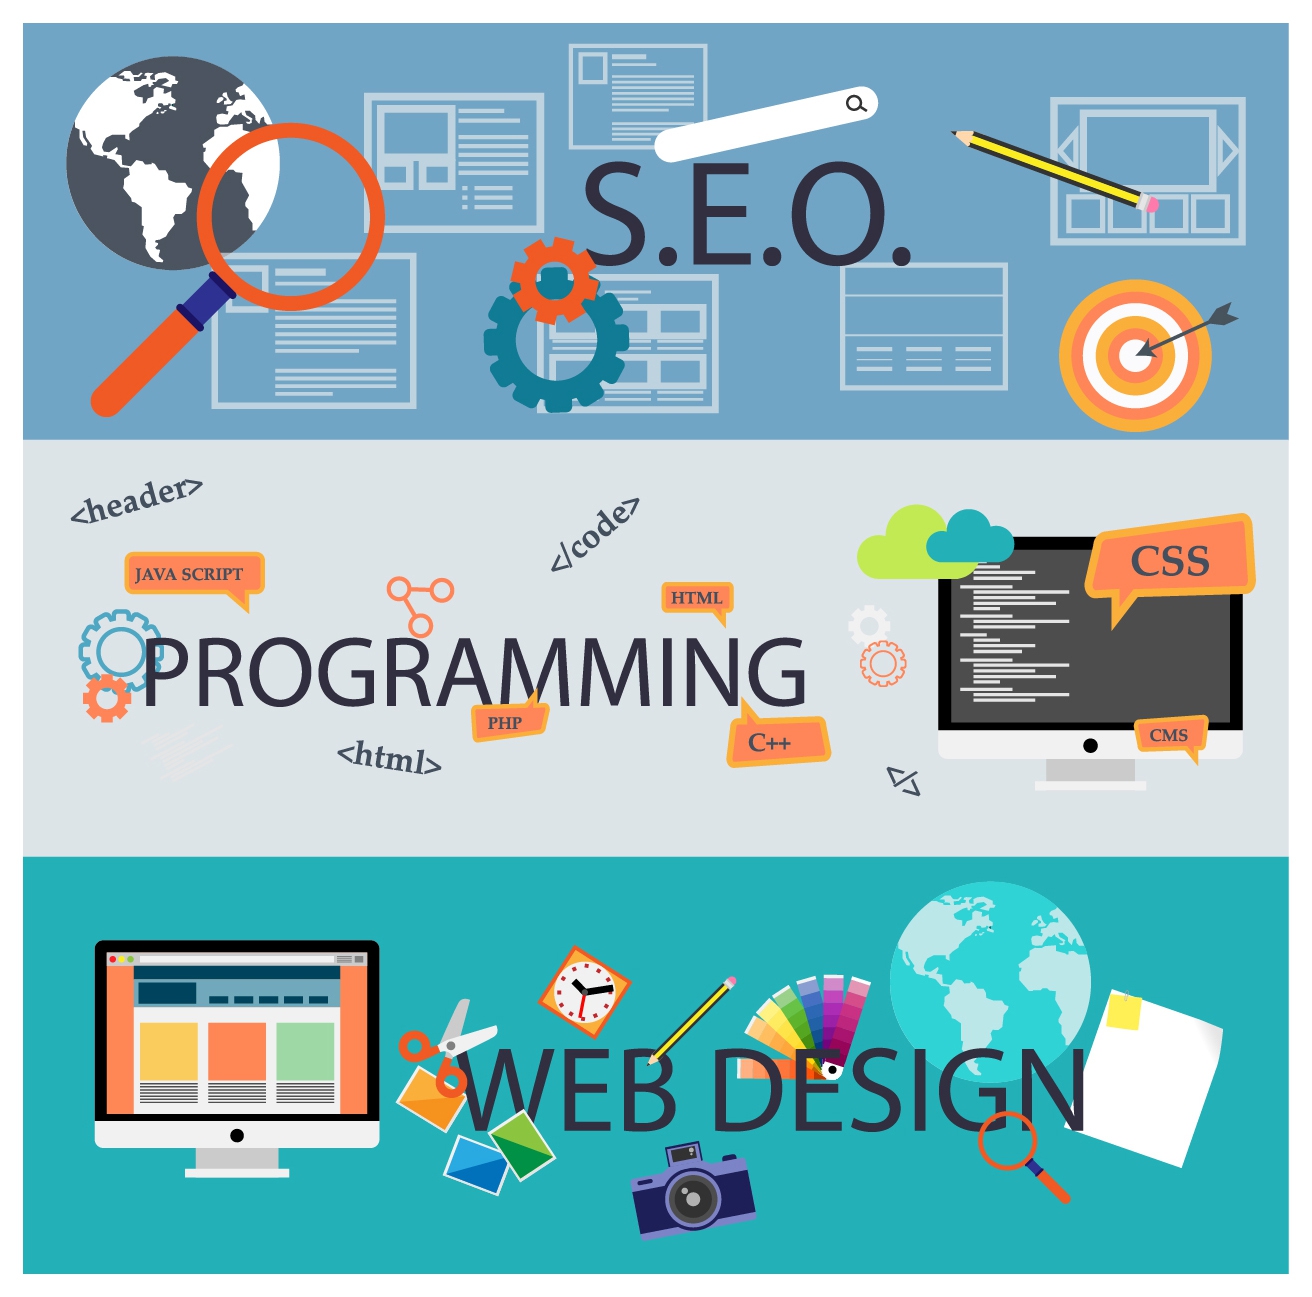 S.E.O.
<header>
</code>
JAVA SCRIPT
HTML
CSS
PROGRAMMING
PHP
C++
CMS
<html>
</>
WEB DESIGN